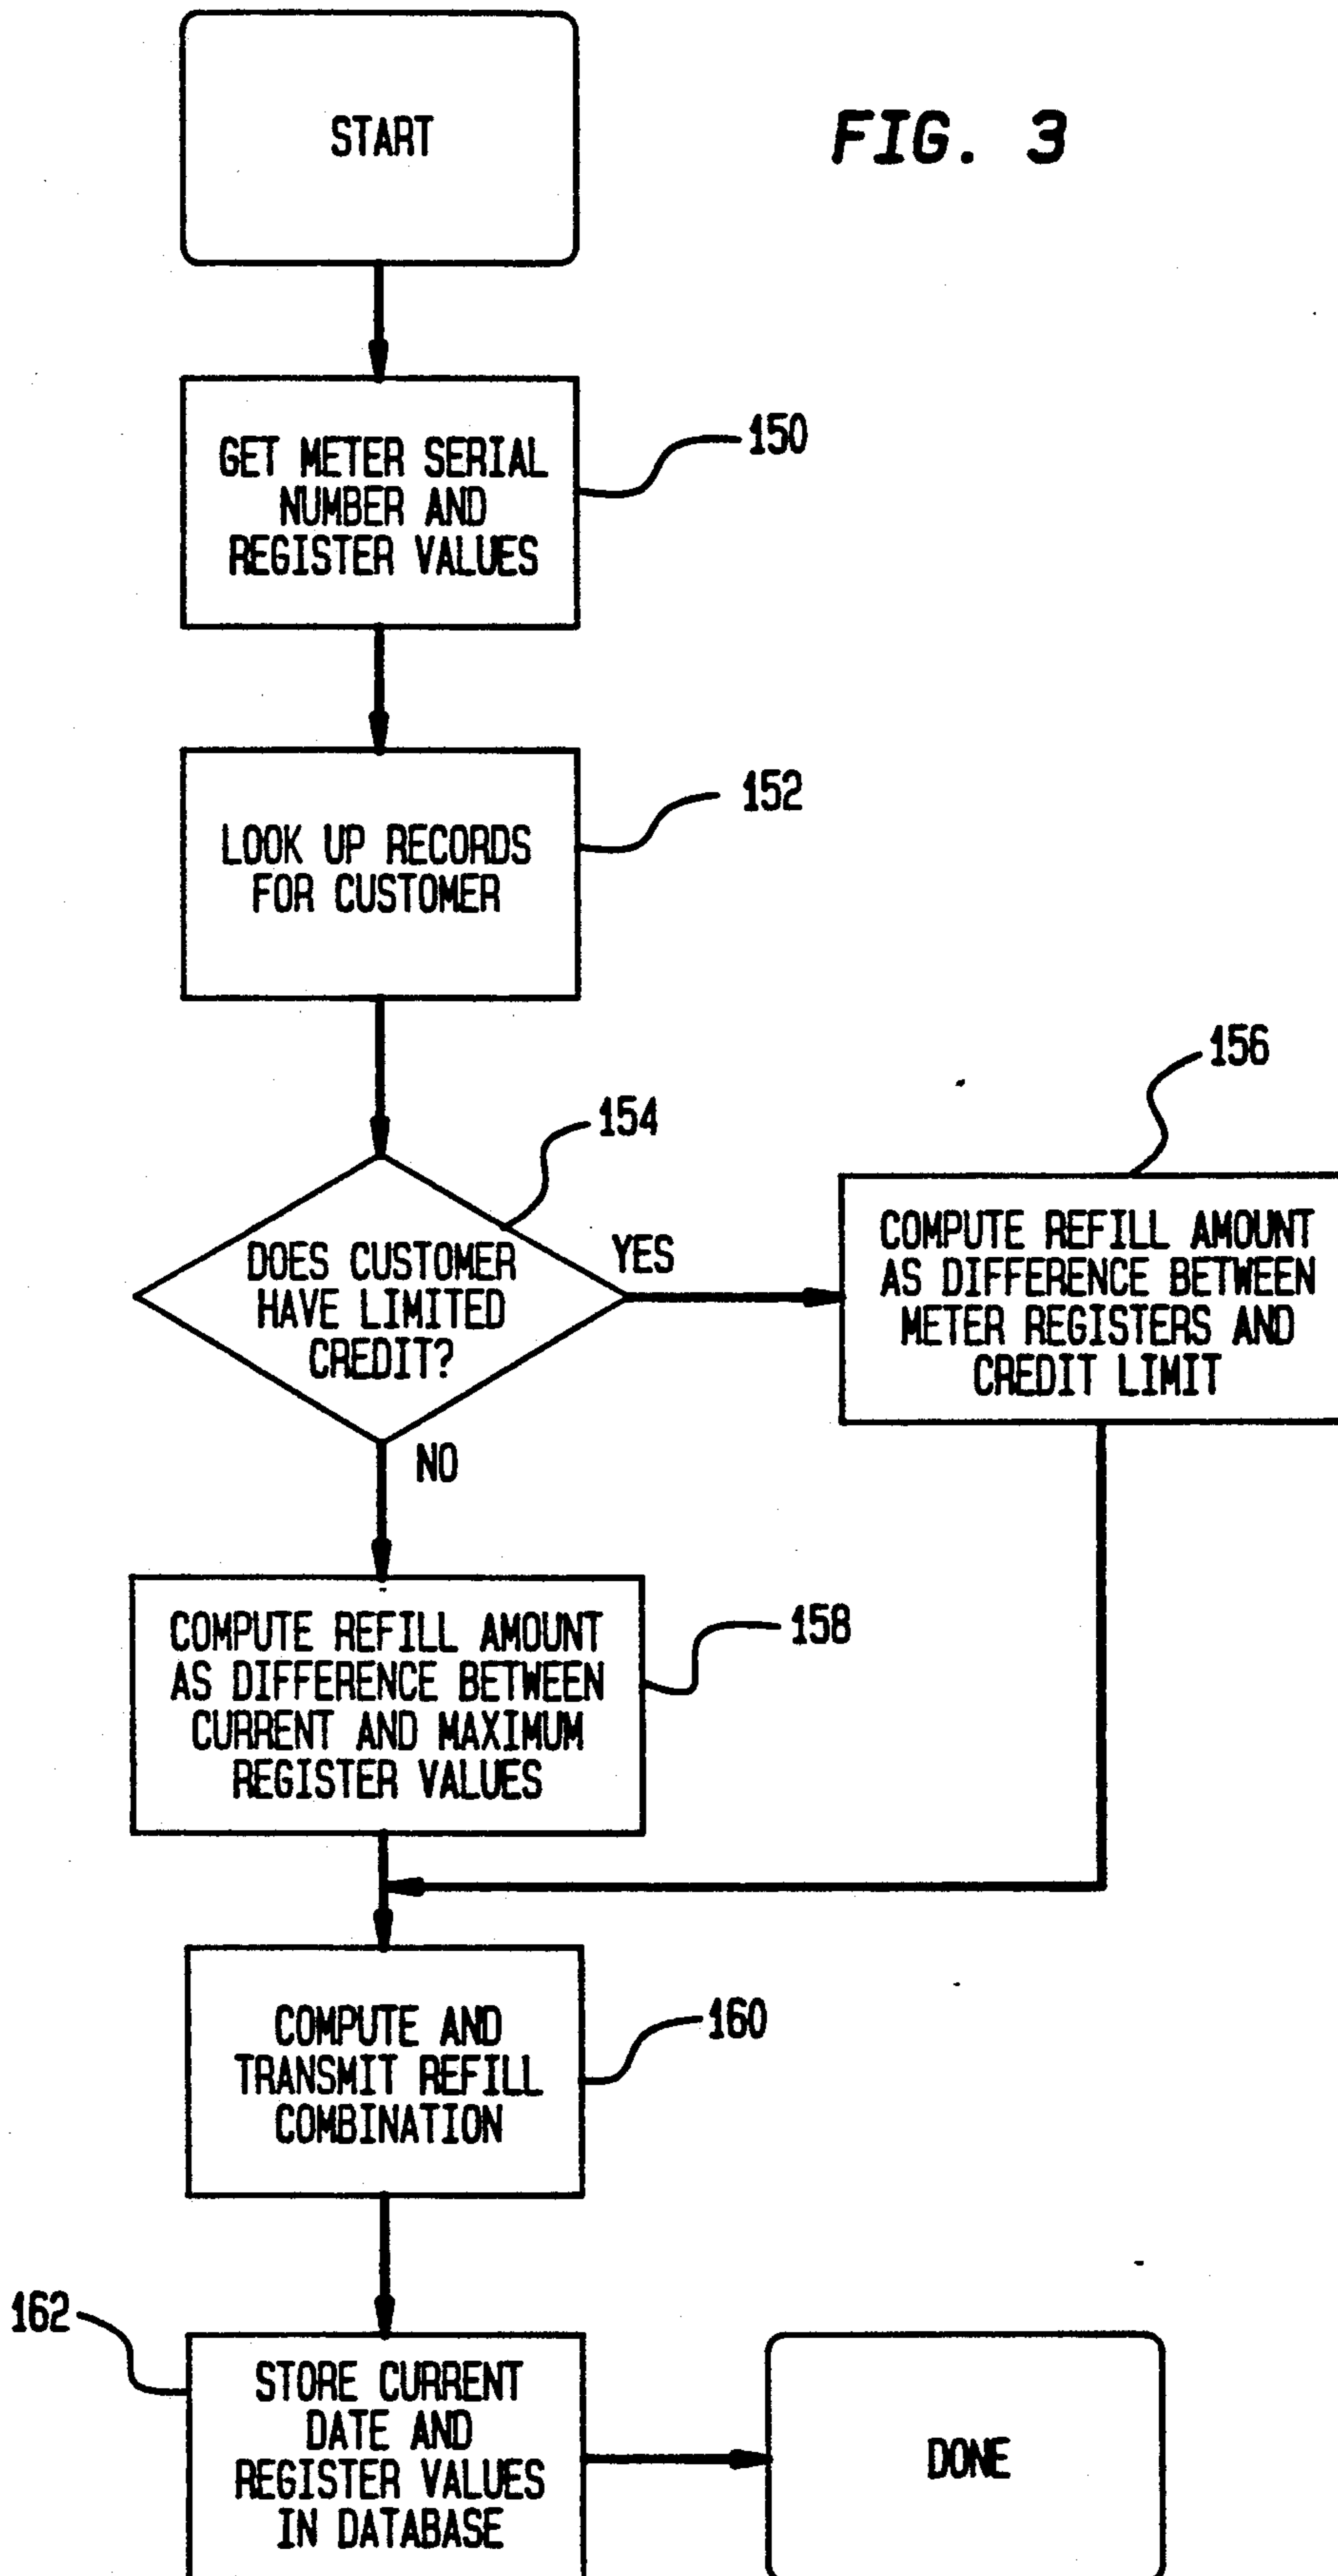 START
FIG. 3
GET METER SERIAL
NUMBER AND
REGISTER VALUES
150
LOOK UP RECORDS
FOR CUSTOMER
152
154
DOES CUSTOMER
HAVE LIMITED
CREDIT?
YES
NO
156
COMPUTE REFILL AMOUNT
AS DIFFERENCE BETWEEN
METER REGISTERS AND
CREDIT LIMIT
COMPUTE REFILL AMOUNT
AS DIFFERENCE BETWEEN
CURRENT AND MAXIMUM
REGISTER VALUES
158
COMPUTE AND
TRANSMIT REFILL
COMBINATION
160
162
STORE CURRENT
DATE AND
REGISTER VALUES
IN DATABASE
DONE